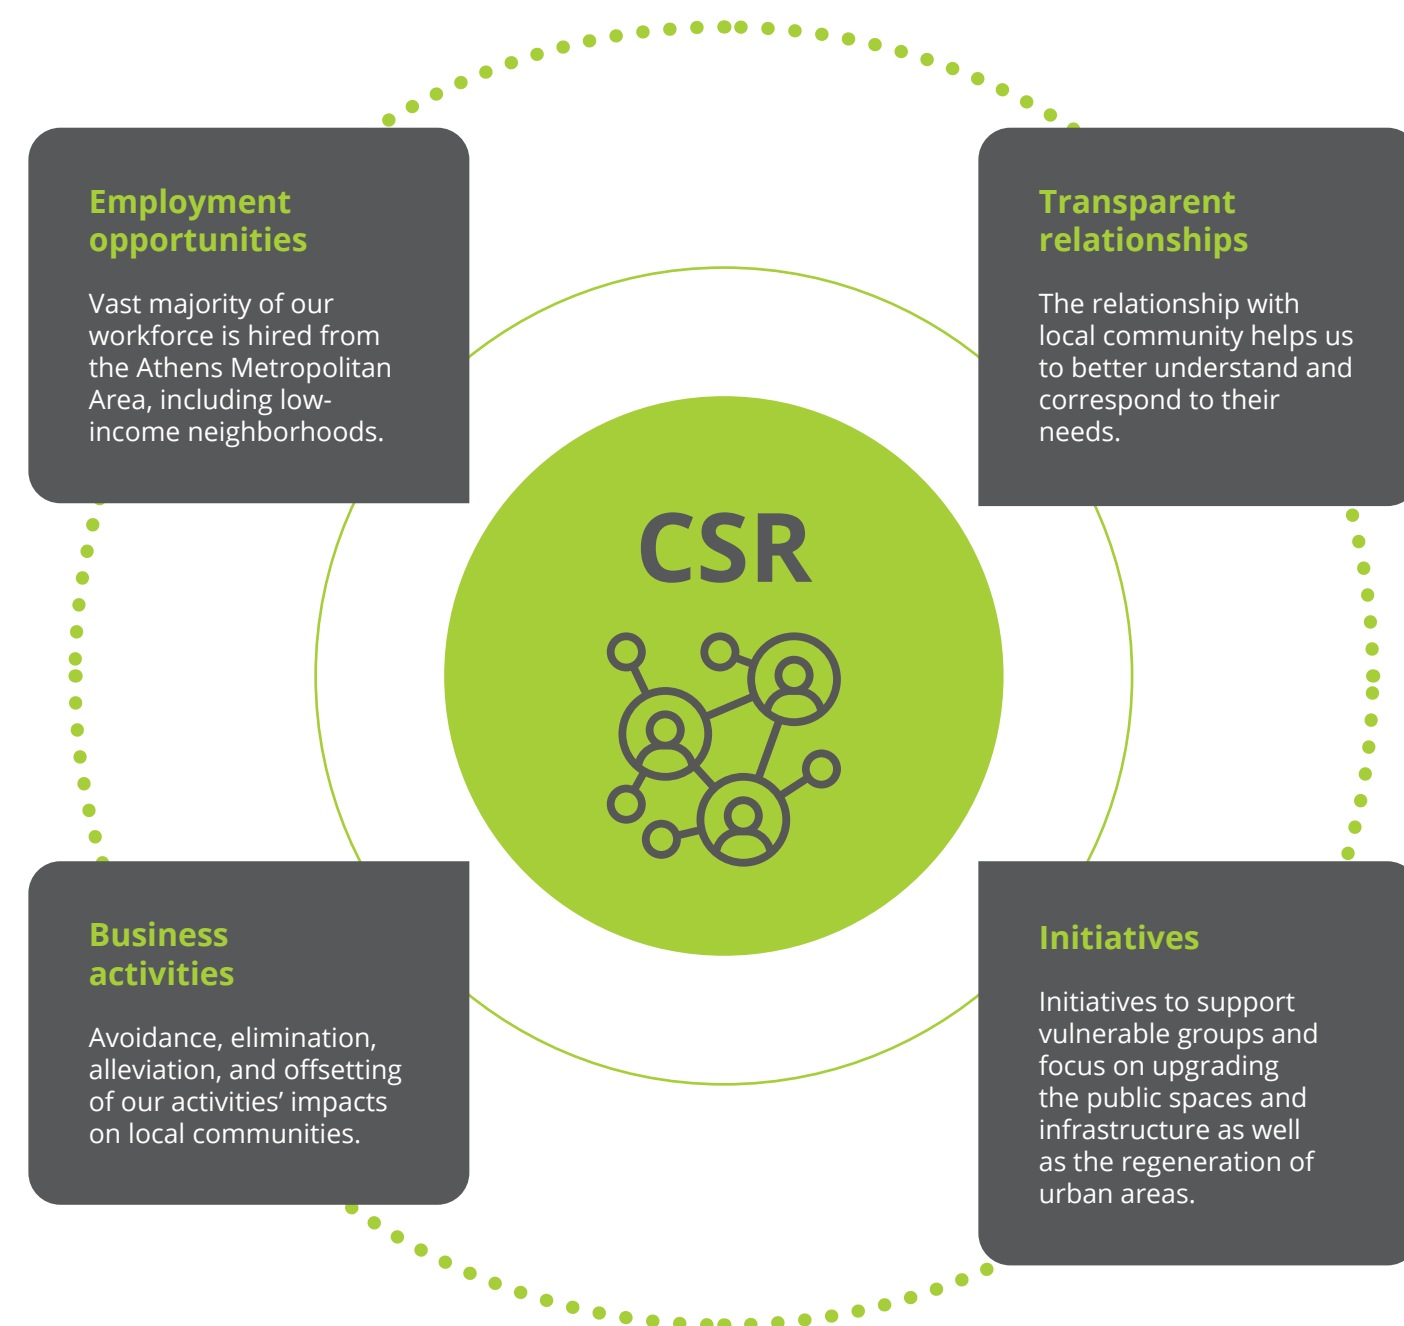 Employment
opportunities
Vast majority of our
workforce is hired from
the Athens Metropolitan
Area, including low-
income neighborhoods.
Transparent
relationships
The relationship with
local community helps us
to better understand and
correspond to their
needs.
CSR
Business
activities
Avoidance, elimination,
alleviation, and offsetting
of our activities’ impacts
on local communities.
Initiatives
Initiatives to support
vulnerable groups and
focus on upgrading
the public spaces and
infrastructure as well
as the regeneration of
urban areas.